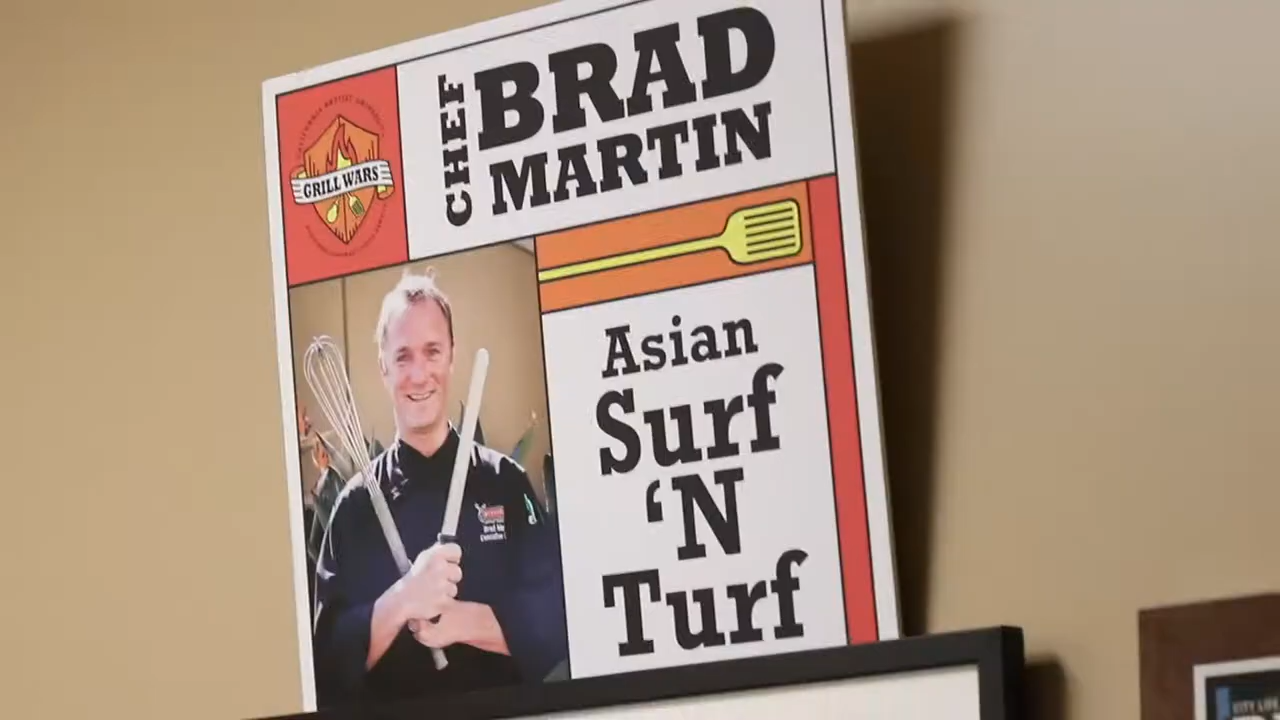 CHEF
BRAD
MARTIN
GRILL WARS
Asian
Surf
'N
Turf